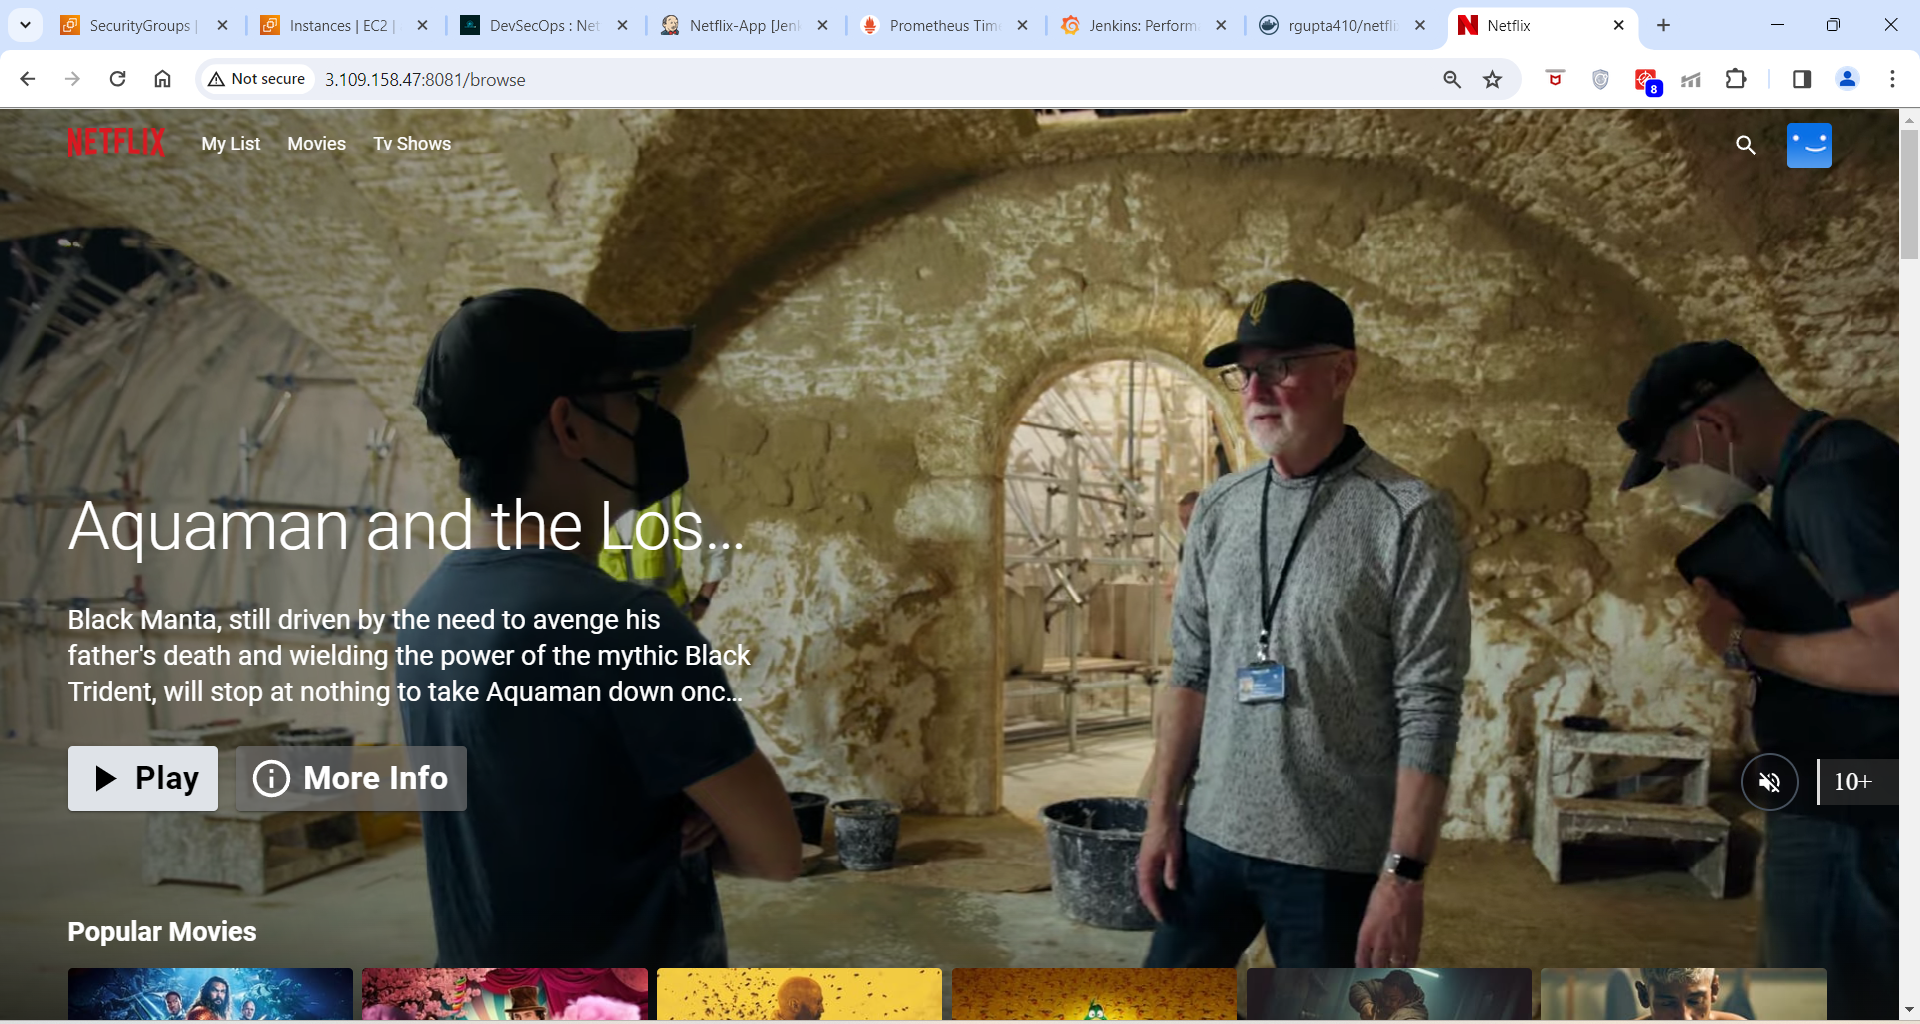 SecurityGroups |
Instances | EC2 |
DevSecOps : Net
Netflix-App [Jenk
Prometheus Time
Jenkins: Perform
rgupta410/netflix
Netflix
Not secure
3.109.158.47:8081/browse
8
NETFLIX
My List
Movies
Tv Shows
Aquaman and the Los...
Black Manta, still driven by the need to avenge his
father's death and wielding the power of the mythic Black
Trident, will stop at nothing to take Aquaman down onc...
Play
More Info
10+
Popular Movies